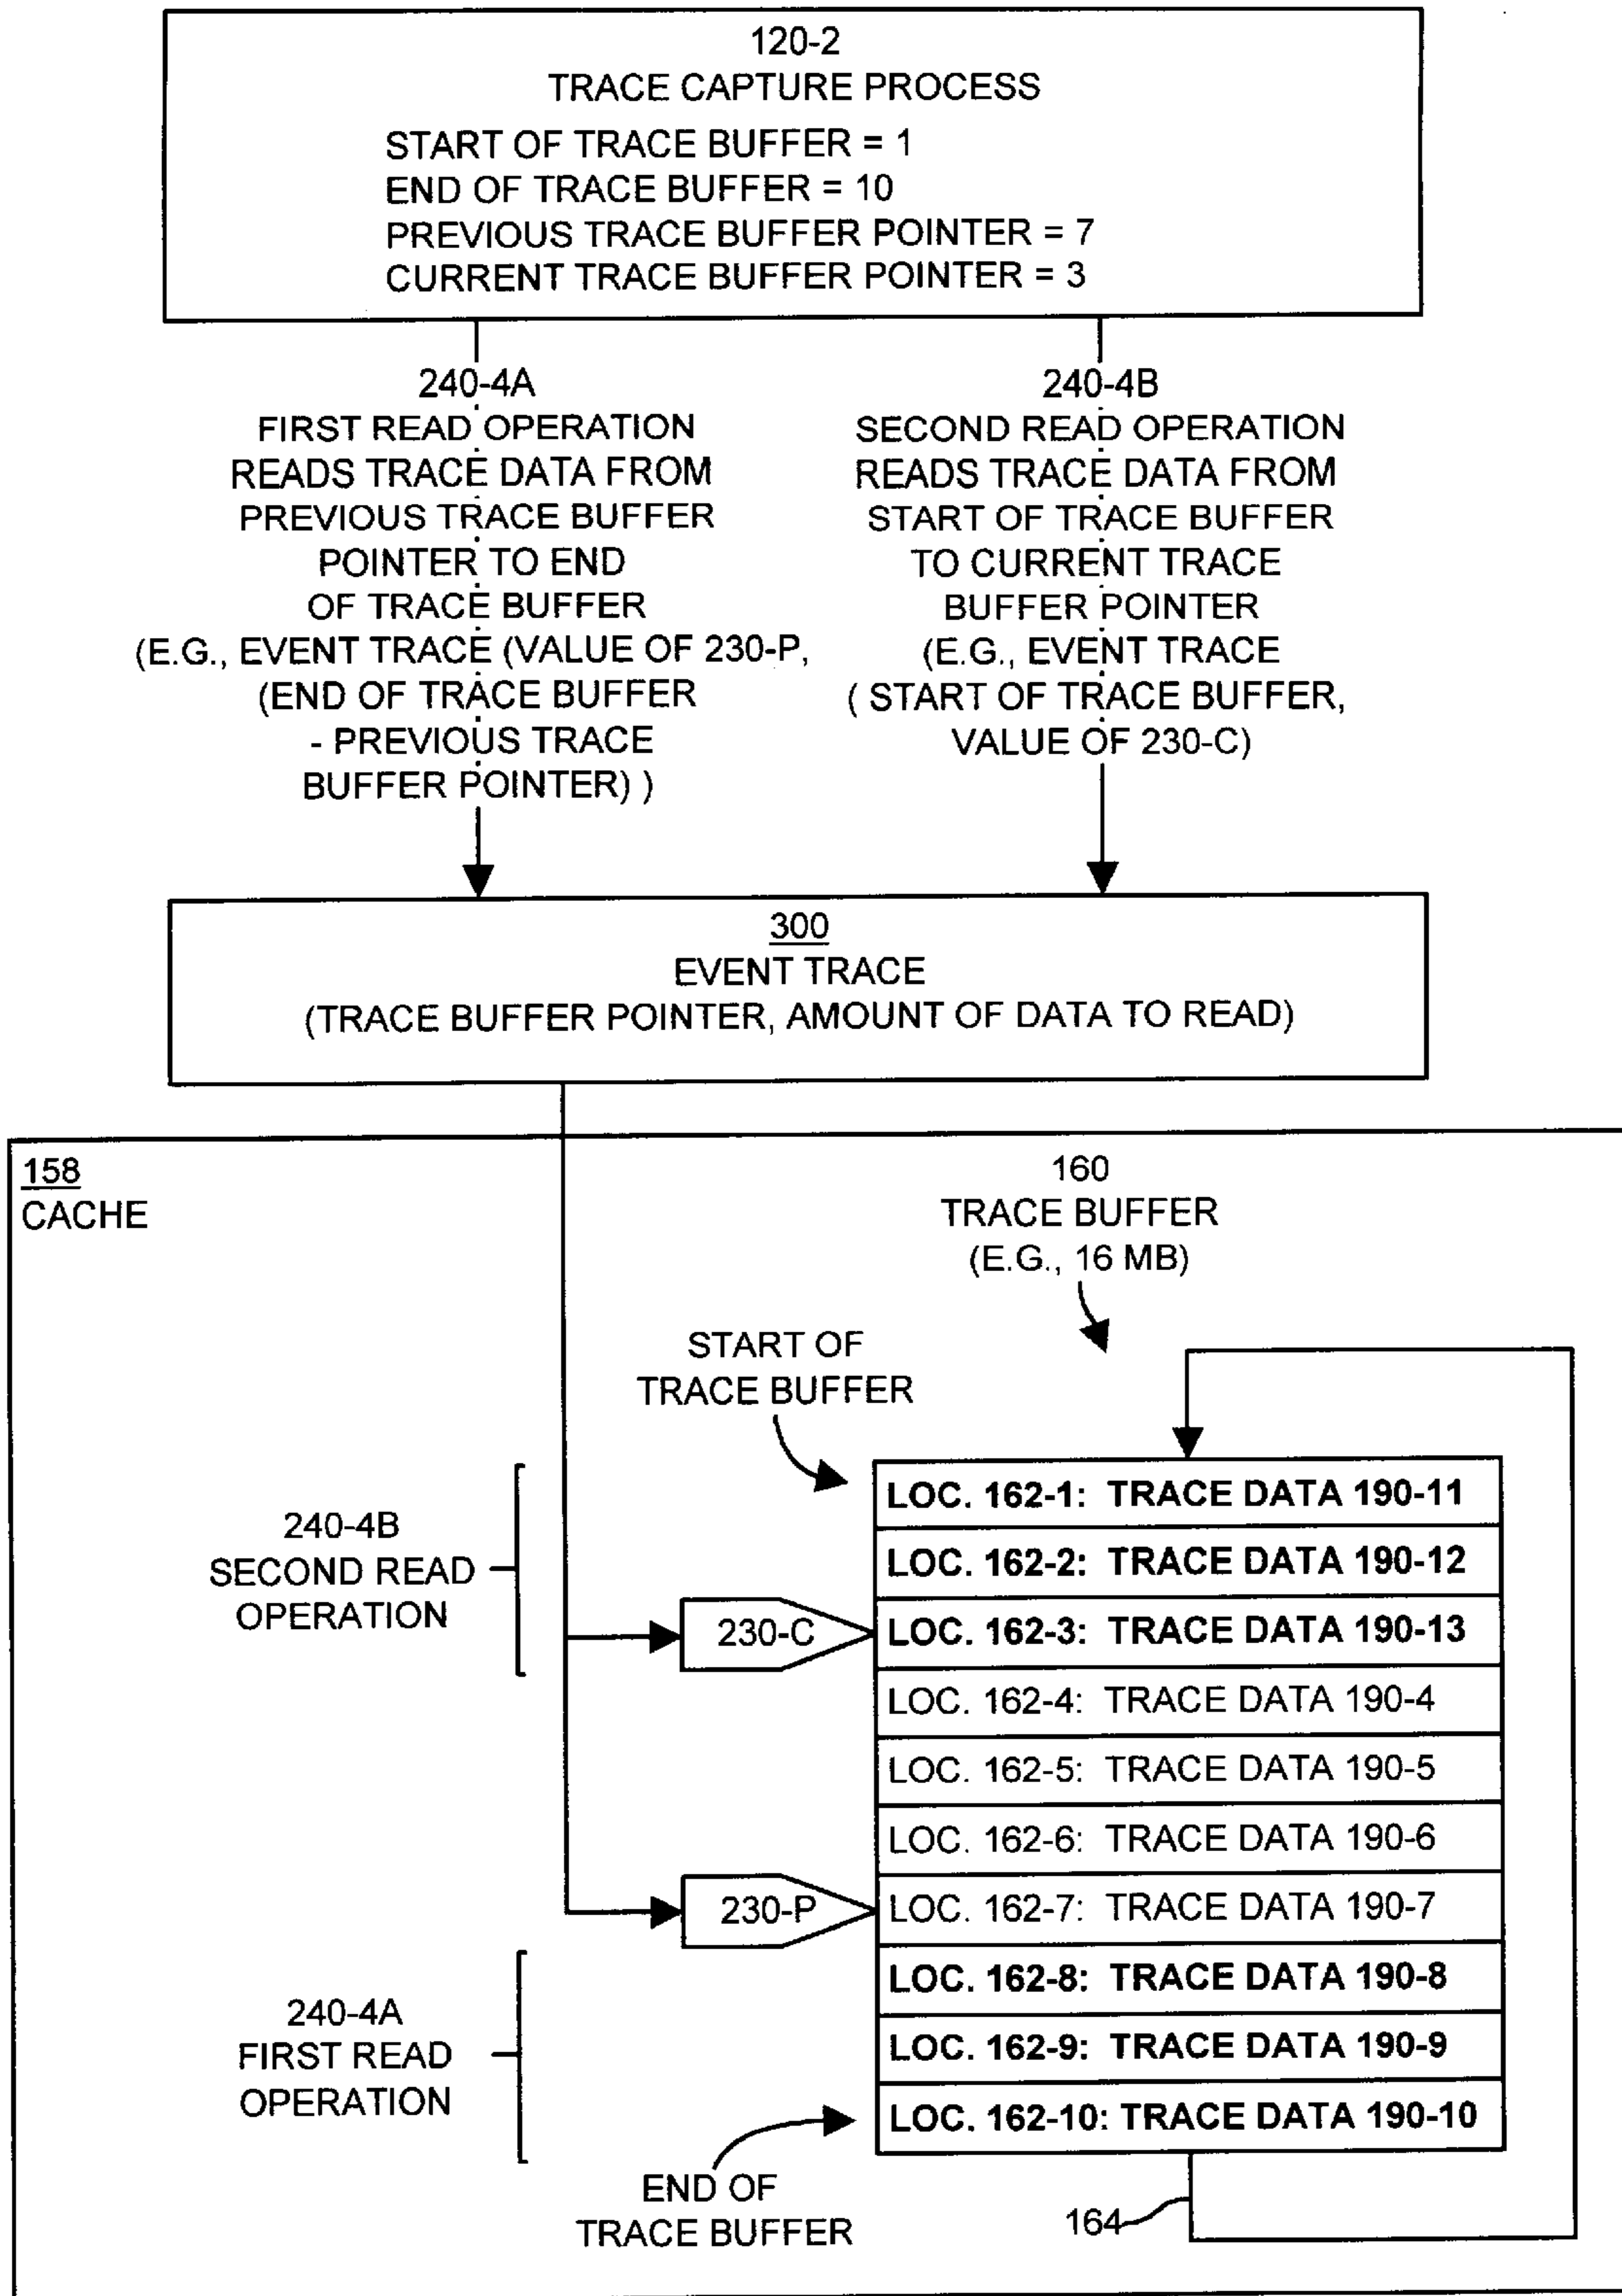 120-2
TRACE CAPTURE PROCESS
START OF TRACE BUFFER = 1
END OF TRACE BUFFER = 10
PREVIOUS TRACE BUFFER POINTER = 7
CURRENT TRACE BUFFER POINTER = 3
240-4A
FIRST READ OPERATION
READS TRACE DATA FROM
PREVIOUS TRACE BUFFER
POINTER TO END
OF TRACE BUFFER
(E.G., EVENT TRACE (VALUE OF 230-P,
(END OF TRACE BUFFER
- PREVIOUS TRACE
BUFFER POINTER) )
240-4B
SECOND READ OPERATION
READS TRACE DATA FROM
START OF TRACE BUFFER
TO CURRENT TRACE
BUFFER POINTER
(E.G., EVENT TRACE
( START OF TRACE BUFFER,
VALUE OF 230-C)
300
EVENT TRACE
(TRACE BUFFER POINTER, AMOUNT OF DATA TO READ)
158
CACHE
160
TRACE BUFFER
(E.G., 16 MB)
START OF
TRACE BUFFER
240-4B
SECOND READ
OPERATION
230-C
230-P
240-4A
FIRST READ
OPERATION
LOC. 162-1: TRACE DATA 190-11
LOC. 162-2: TRACE DATA 190-12
LOC. 162-3: TRACE DATA 190-13
LOC. 162-4: TRACE DATA 190-4
LOC. 162-5: TRACE DATA 190-5
LOC. 162-6: TRACE DATA 190-6
LOC. 162-7: TRACE DATA 190-7
LOC. 162-8: TRACE DATA 190-8
LOC. 162-9: TRACE DATA 190-9
LOC. 162-10: TRACE DATA 190-10
END OF
TRACE BUFFER
164